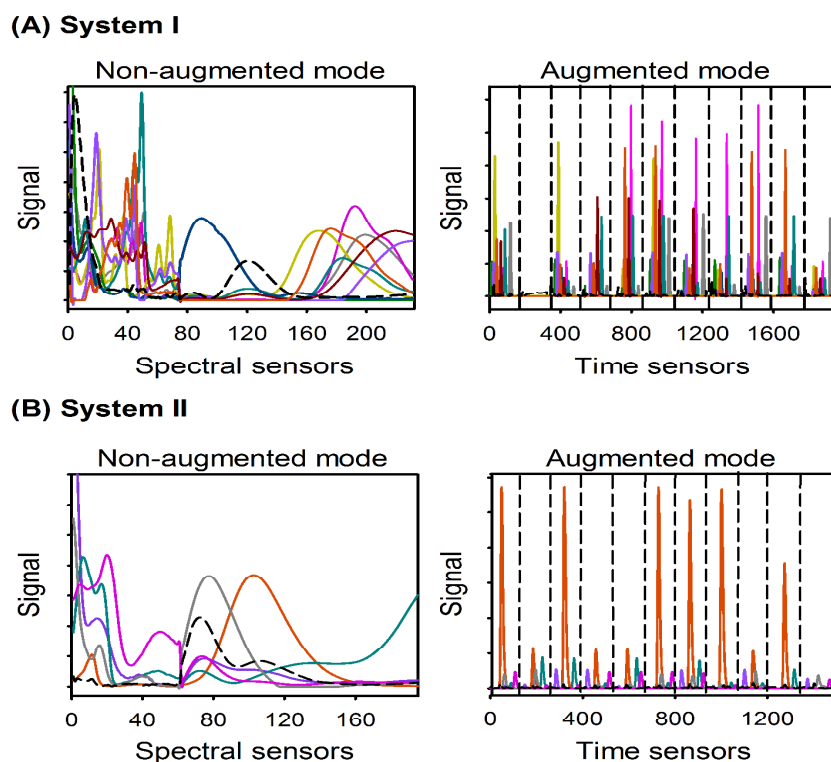 (A) System I
Non-augmented mode
Augmented mode
Signal
Signal
0 40 80 120 160 200
0 400 800 1200 1600
Spectral sensors
Time sensors
(B) System II
Non-augmented mode
Augmented mode
Signal
Signal
0 40 80 120 160
0 400 800 1200
Spectral sensors
Time sensors